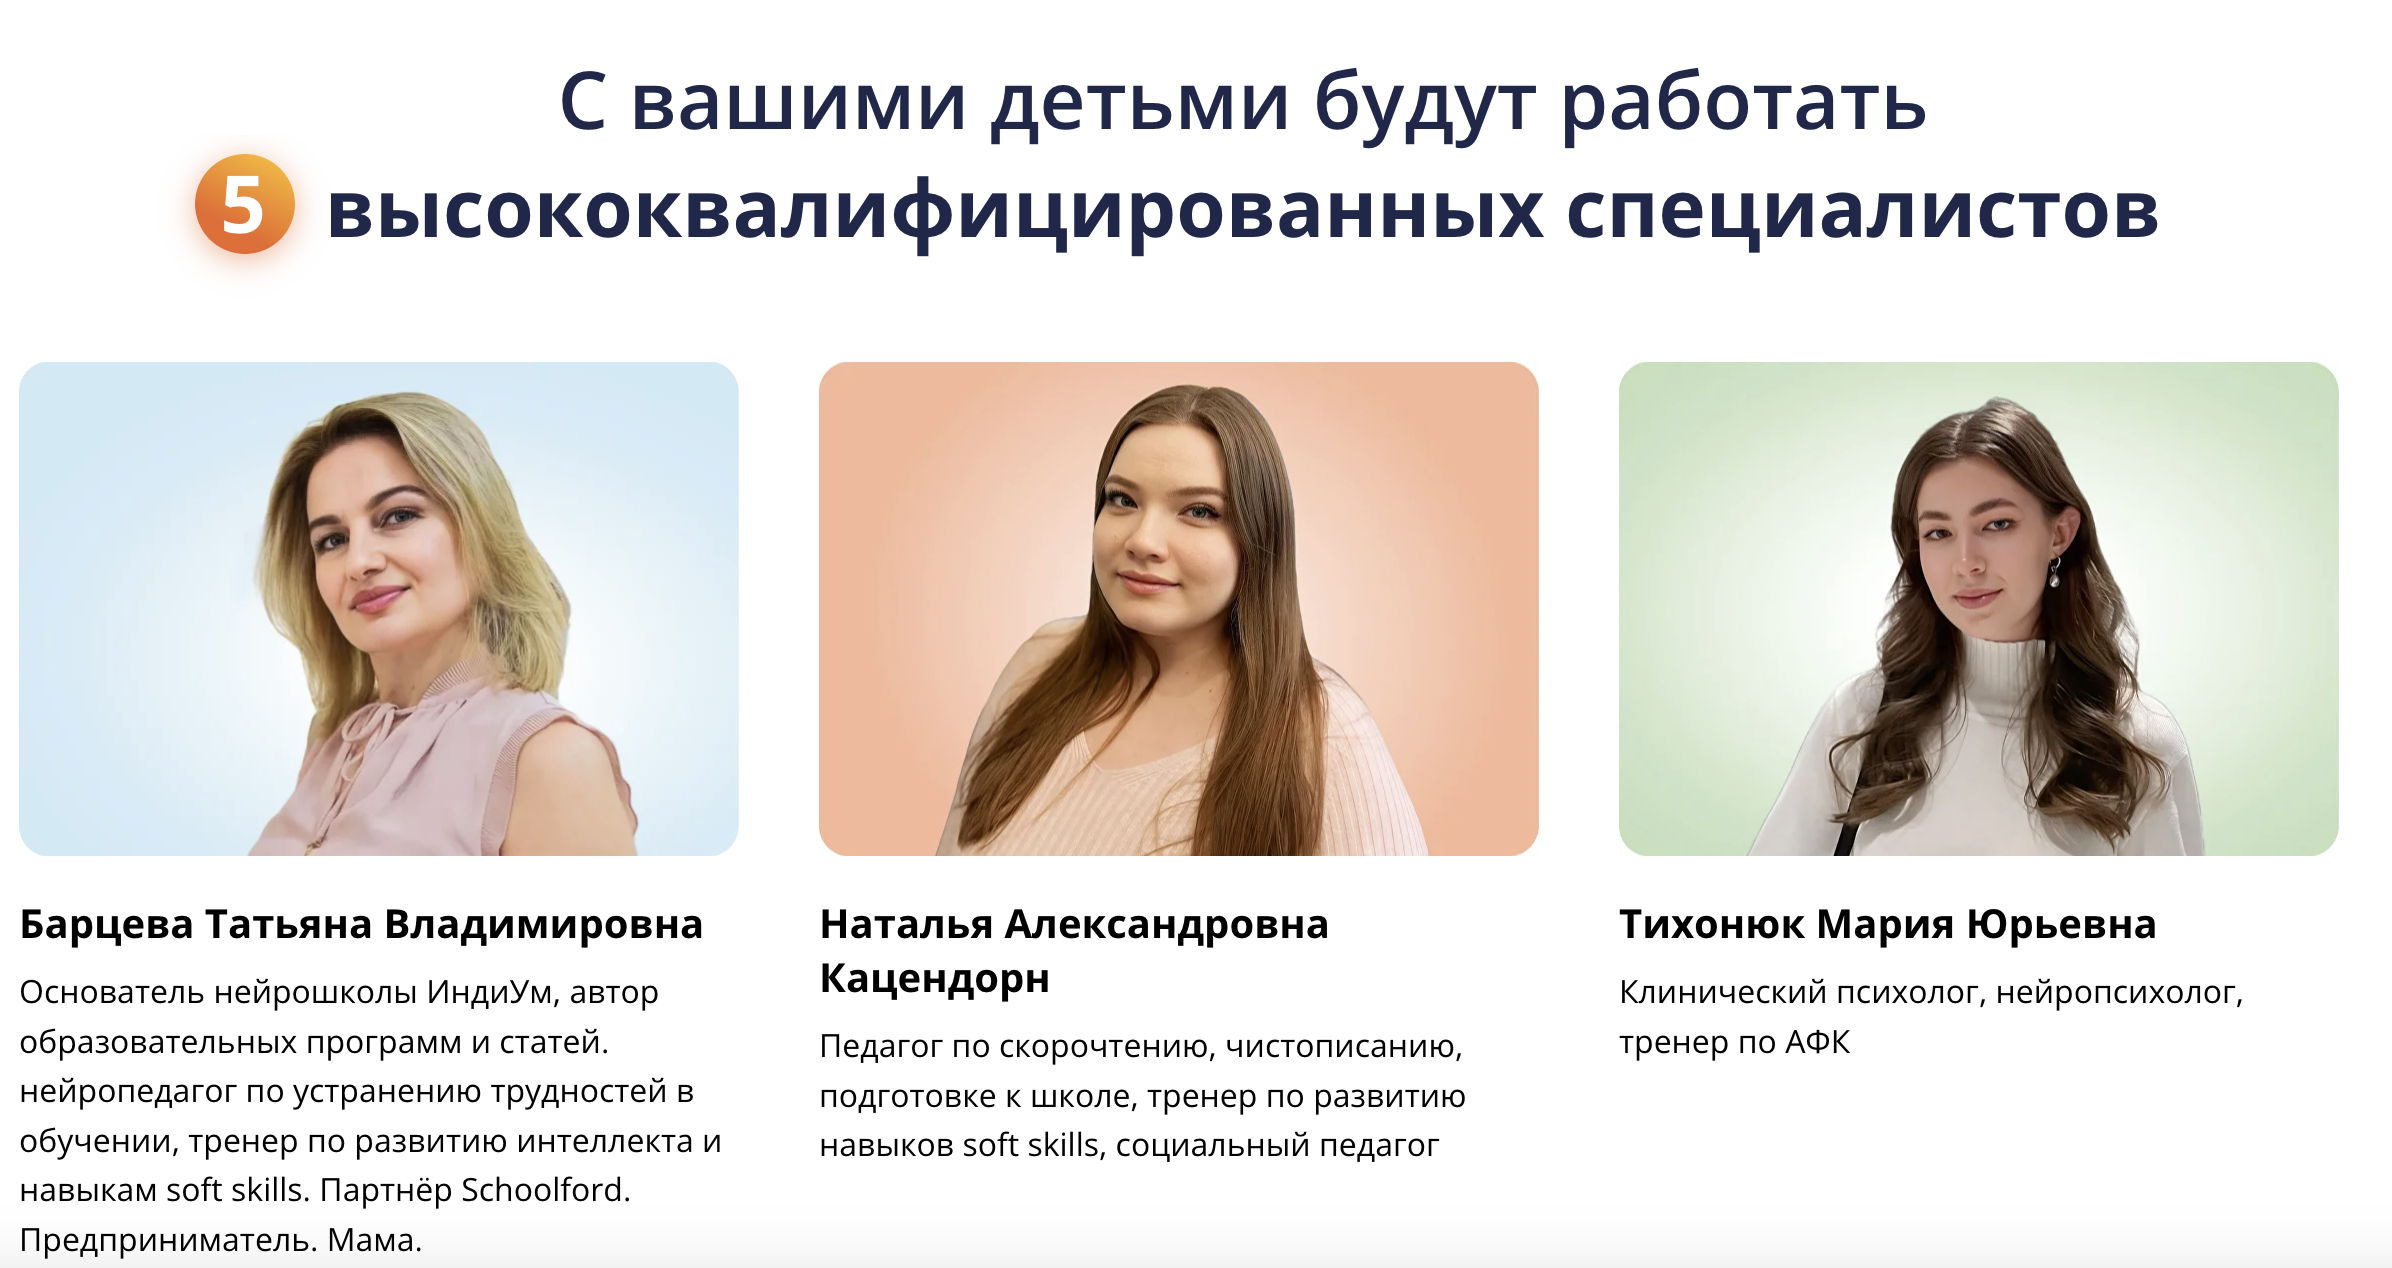 С вашими детьми будут работать
5 высококвалифицированных специалистов
Барцева Татьяна Владимировна
Основатель нейрошколы ИндиУм, автор
образовательных программ и статей.
нейропедагог по устранению трудностей в
обучении, тренер по развитию интеллекта и
навыкам soft skills. Партнёр Schoolford.
Предприниматель. Мама.
Наталья Александровна
Кацендорн
Педагог по скорочтению, чистописанию,
подготовке к школе, тренер по развитию
навыков soft skills, социальный педагог
Тихонюк Мария Юрьевна
Клинический психолог, нейропсихолог,
тренер по АФК